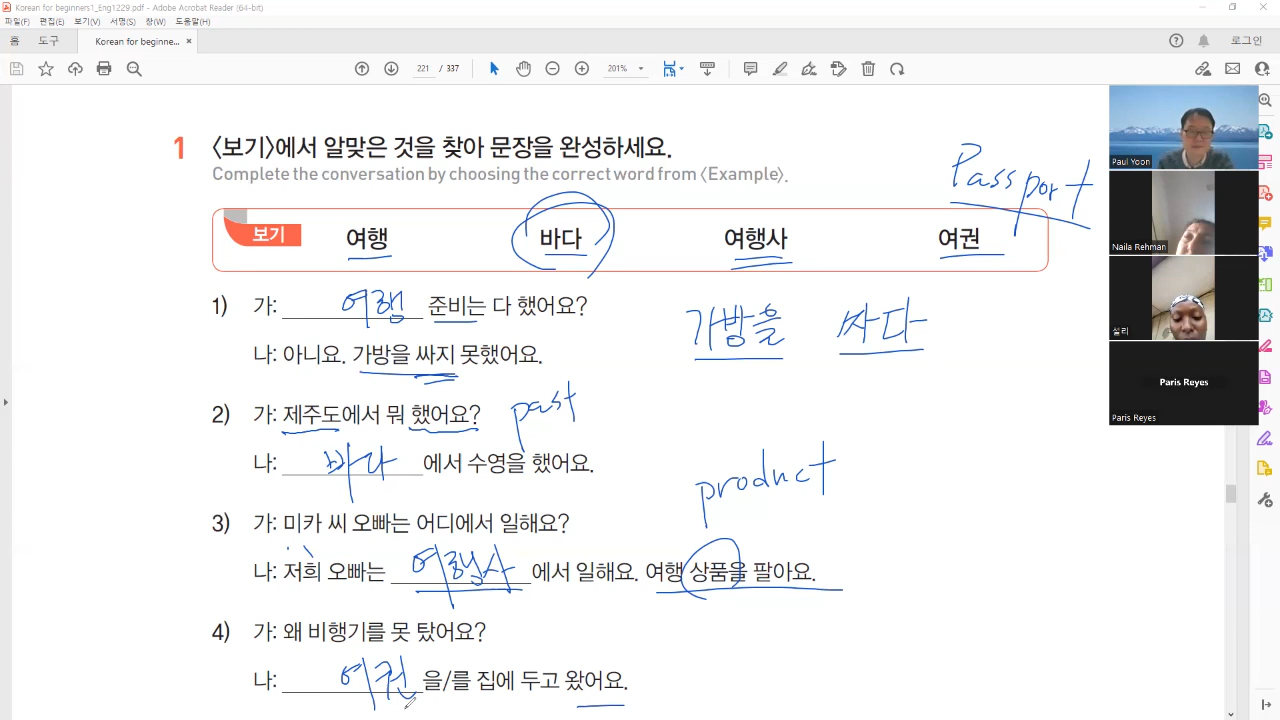 Korean for beginners1_Eng1229.pdf - Adobe Acrobat Reader (64-bit)
파일(F) 편집(E) 보기(V) 서명(S) 창(W) 도움말(H)
홈 도구 Korean for beginne... × 로그인
221 / 337 201%
1 〈보기〉에서 알맞은 것을 찾아 문장을 완성하세요.
Complete the conversation by choosing the correct word from 〈Example〉.
Passport
보기 여행 바다 여행사 여권
1) 가: 여행 준비는 다 했어요?
가방을 싸다
나: 아니요. 가방을 싸지 못했어요.
2) 가: 제주도에서 뭐 했어요? past
나: 바다 에서 수영을 했어요.
product
3) 가: 미카 씨 오빠는 어디에서 일해요?
나: 저희 오빠는 여행사 에서 일해요. 여행 상품을 팔아요.
4) 가: 왜 비행기를 못 탔어요?
나: 여권 을/를 집에 두고 왔어요.
Paul Yoon
Naila Rehman
설리
Paris Reyes
Paris Reyes